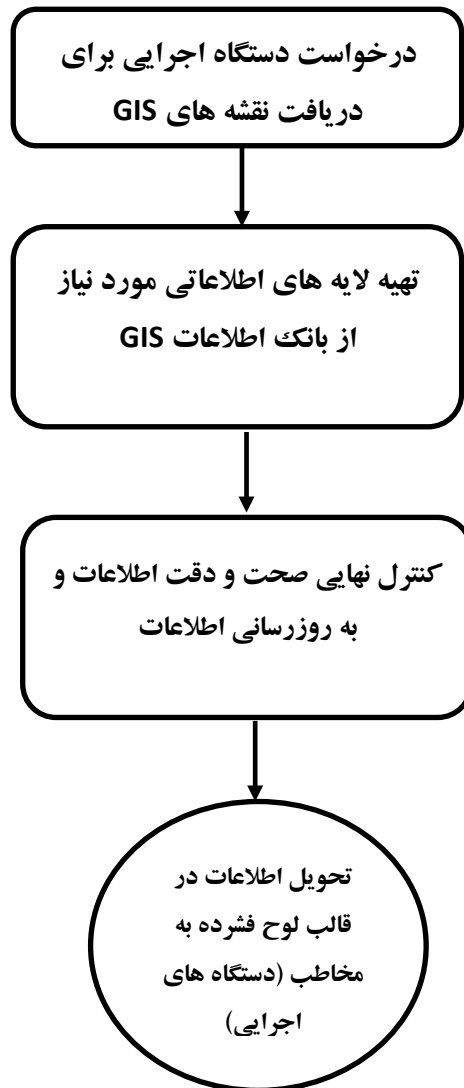 درخواست دستگاه اجرایی برای
دریافت نقشه های GIS
تهیه لایه های اطلاعاتی مورد نیاز
از بانک اطلاعات GIS
کنترل نهایی صحت و دقت اطلاعات و
به روزرسانی اطلاعات
تحویل اطلاعات در
قالب لوح فشرده به
مخاطب (دستگاه های
اجرایی)